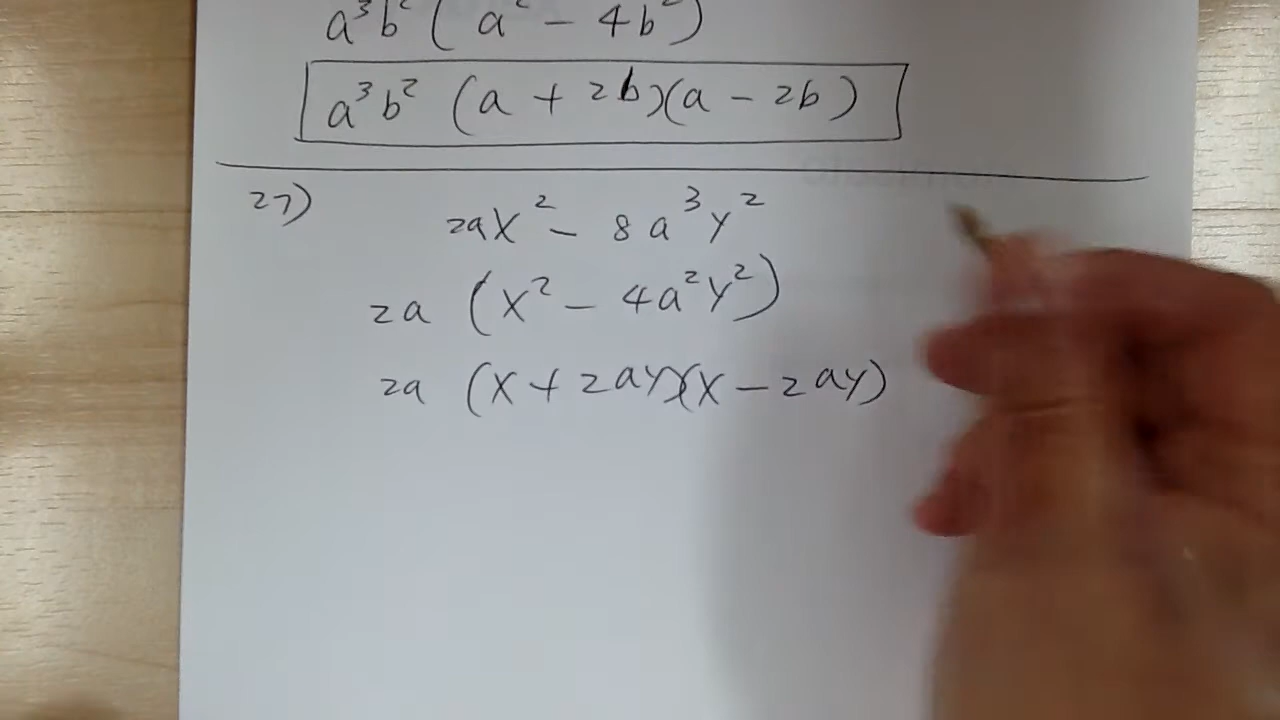 a³b²(a² - 4b²)
a³b² (a + 2b)(a - 2b)
27)
2ax² - 8a³y²
2a (x² - 4a²y²)
2a (x + 2ay)(x - 2ay)